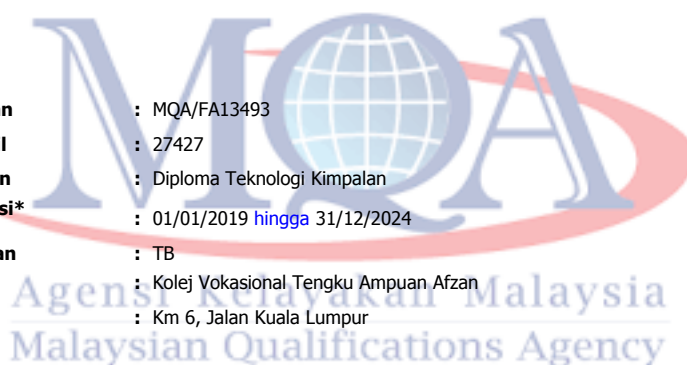 MQA
an : MQA/FA13493
l : 27427
n : Diploma Teknologi Kimpalan
si* : 01/01/2019 hingga 31/12/2024
an : TB
: Kolej Vokasional Tengku Ampuan Afzan
: Km 6, Jalan Kuala Lumpur
Agensi Kelayakan Malaysia
Malaysian Qualifications Agency